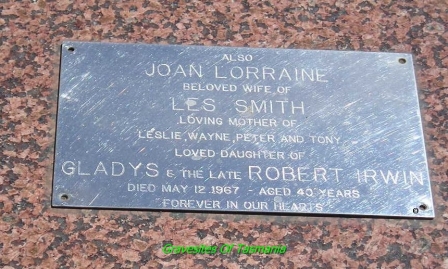 ALSO
JOAN LORRAINE
BELOVED WIFE OF
LES SMITH
LOVING MOTHER OF
LESLIE, WAYNE, PETER AND TONY
LOVED DAUGHTER OF
GLADYS & THE LATE ROBERT IRWIN
DIED MAY 12. 1967 - AGED 40 YEARS
FOREVER IN OUR HEARTS
Gravesites Of Tasmania